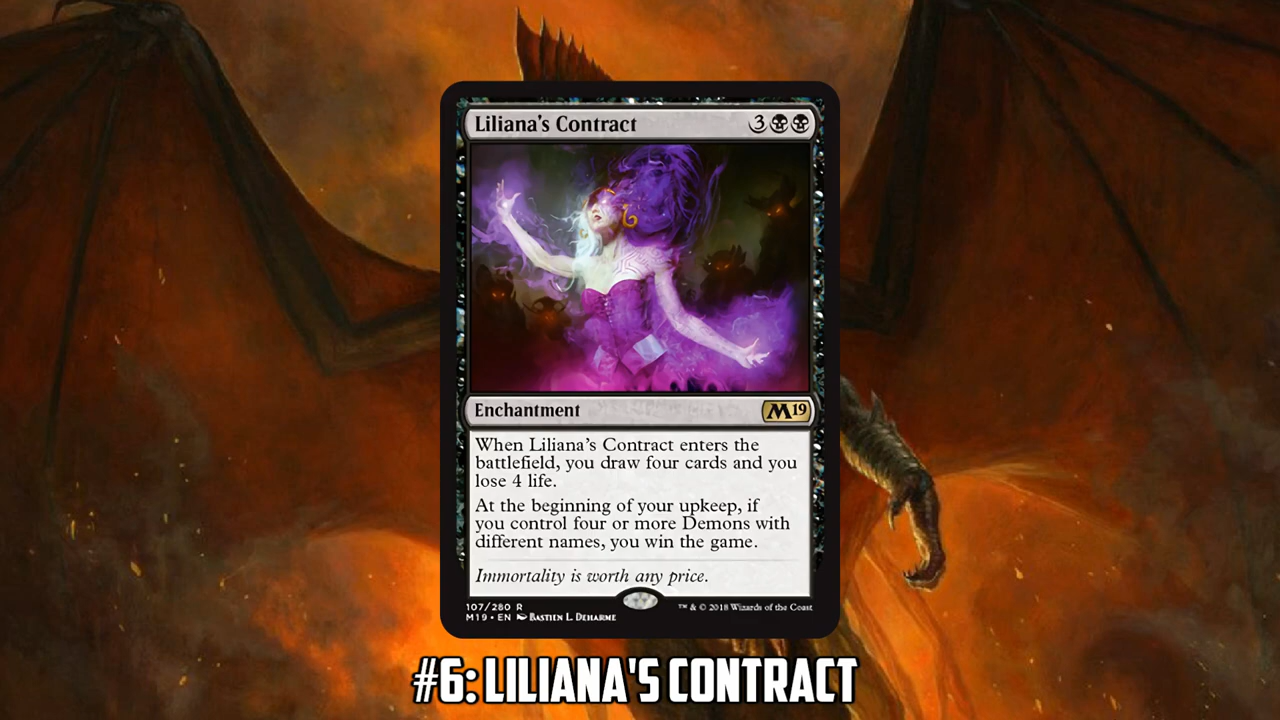 Liliana's Contract 3
Enchantment M19
When Liliana's Contract enters the
battlefield, you draw four cards and you
lose 4 life.
At the beginning of your upkeep, if
you control four or more Demons with
different names, you win the game.
Immortality is worth any price.
107/280 R ™ & © 2018 Wizards of the Coast
M19 • EN Bastien L. Deharme
#6: LILIANA'S CONTRACT